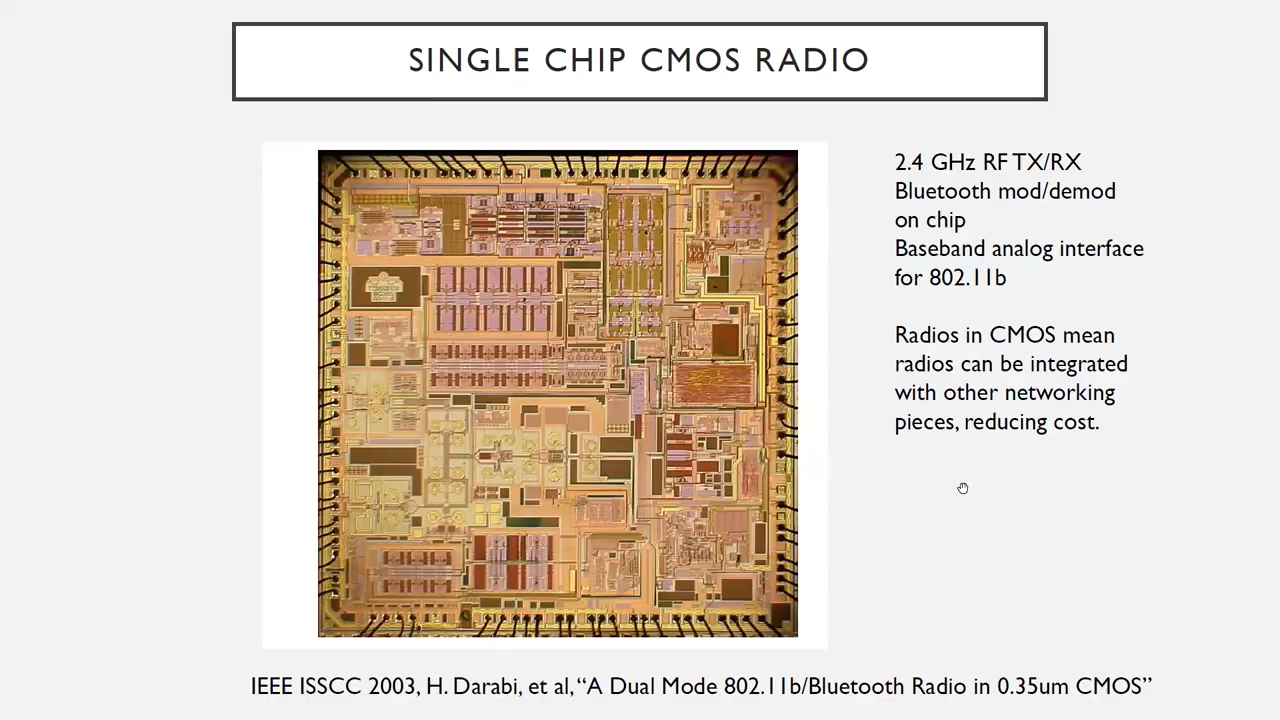 SINGLE CHIP CMOS RADIO
2.4 GHz RF TX/RX
Bluetooth mod/demod
on chip
Baseband analog interface
for 802.11b
Radios in CMOS mean
radios can be integrated
with other networking
pieces, reducing cost.
IEEE ISSCC 2003, H. Darabi, et al, “A Dual Mode 802.11b/Bluetooth Radio in 0.35um CMOS”